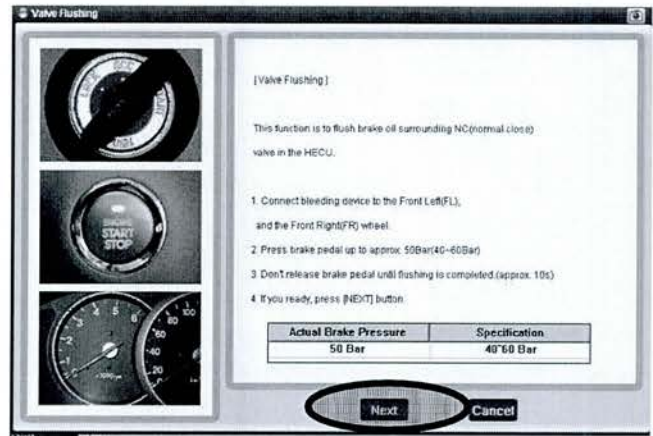 Valve Flushing
LOCK ACC ON START
ENGINE
START
STOP
[Valve Flushing]
This function is to flush brake oil surrounding NC(normal close)
valve in the HECU.
1. Connect bleeding device to the Front Left(FL),
and the Front Right(FR) wheel.
2. Press brake pedal up to approx. 50Bar(40~60Bar)
3. Don't release brake pedal until flushing is completed.(approx. 10s)
4. If you ready, press [NEXT] button.
Actual Brake Pressure Specification
50 Bar 40~60 Bar
Next Cancel